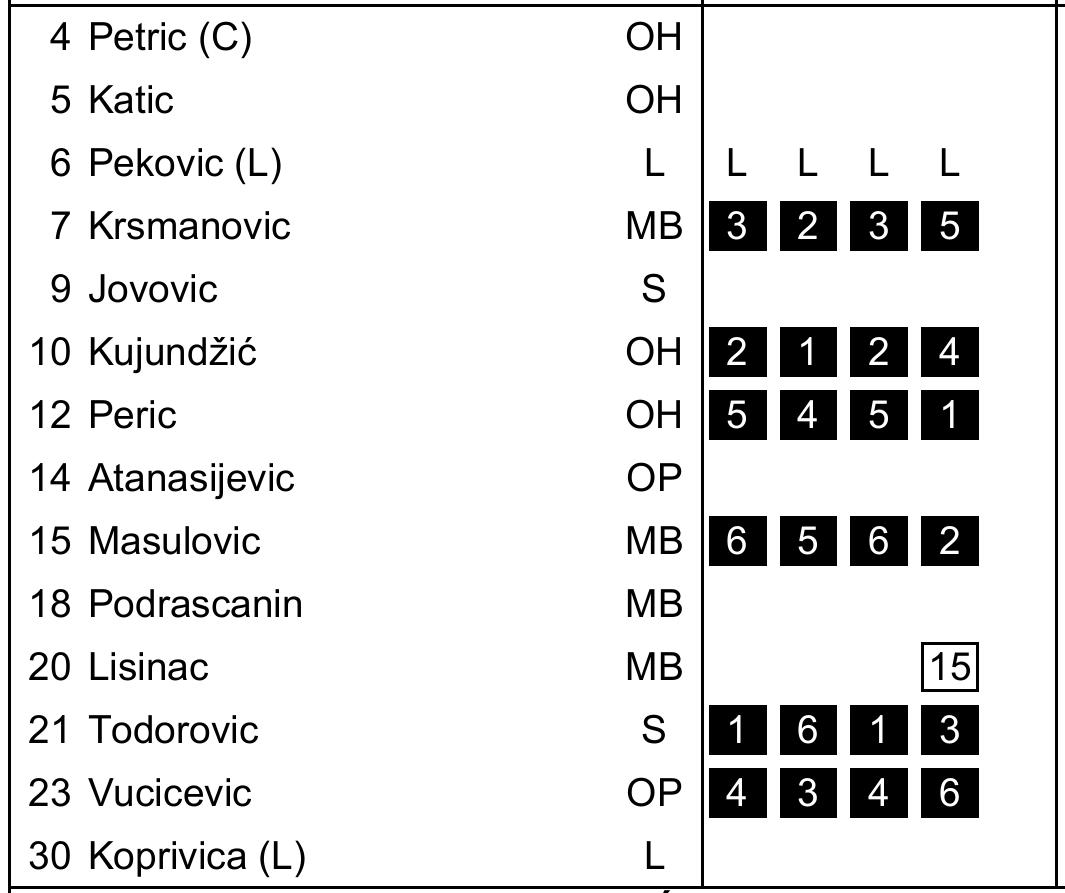 4 Petric (C) OH
5 Katic OH
6 Pekovic (L) L L L L L
7 Krsmanovic MB 3 2 3 5
9 Jovovic S
10 Kujundžić OH 2 1 2 4
12 Peric OH 5 4 5 1
14 Atanasijevic OP
15 Masulovic MB 6 5 6 2
18 Podrascanin MB
20 Lisinac MB 15
21 Todorovic S 1 6 1 3
23 Vucicevic OP 4 3 4 6
30 Koprivica (L) L